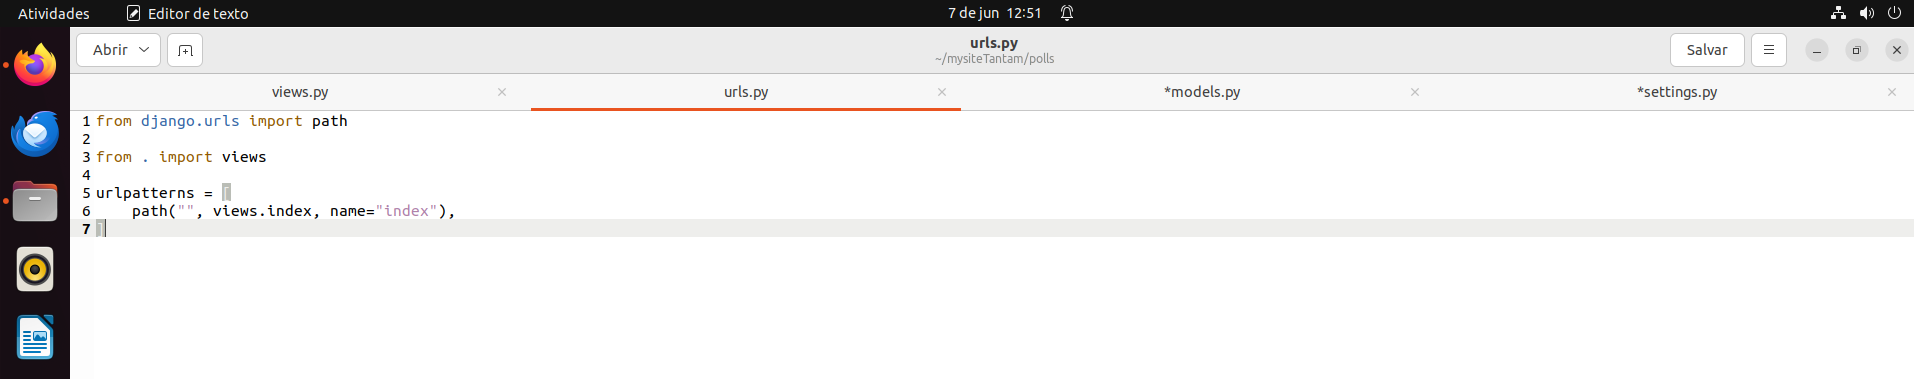 Atividades
Editor de texto
7 de jun 12:51
Abrir
urls.py
~/mysiteTantam/polls
Salvar
views.py
urls.py
*models.py
*settings.py
1 from django.urls import path
2
3 from . import views
4
5 urlpatterns = [
6     path("", views.index, name="index"),
7 ]